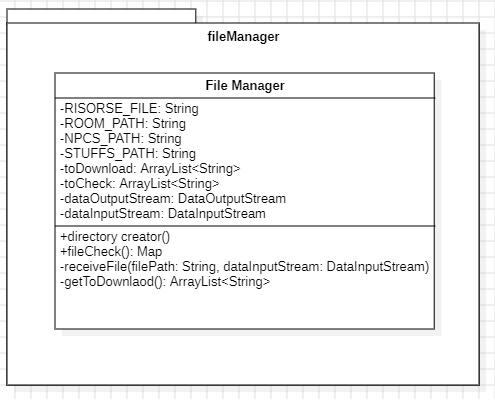 fileManager
File Manager
-RISORSE_FILE: String
-ROOM_PATH: String
-NPCS_PATH: String
-STUFFS_PATH: String
-toDownload: ArrayList<String>
-toCheck: ArrayList<String>
-dataOutputStream: DataOutputStream
-dataInputStream: DataInputStream
+directory creator()
+fileCheck(): Map
-receiveFile(filePath: String, dataInputStream: DataInputStream)
-getToDownlaod(): ArrayList<String>